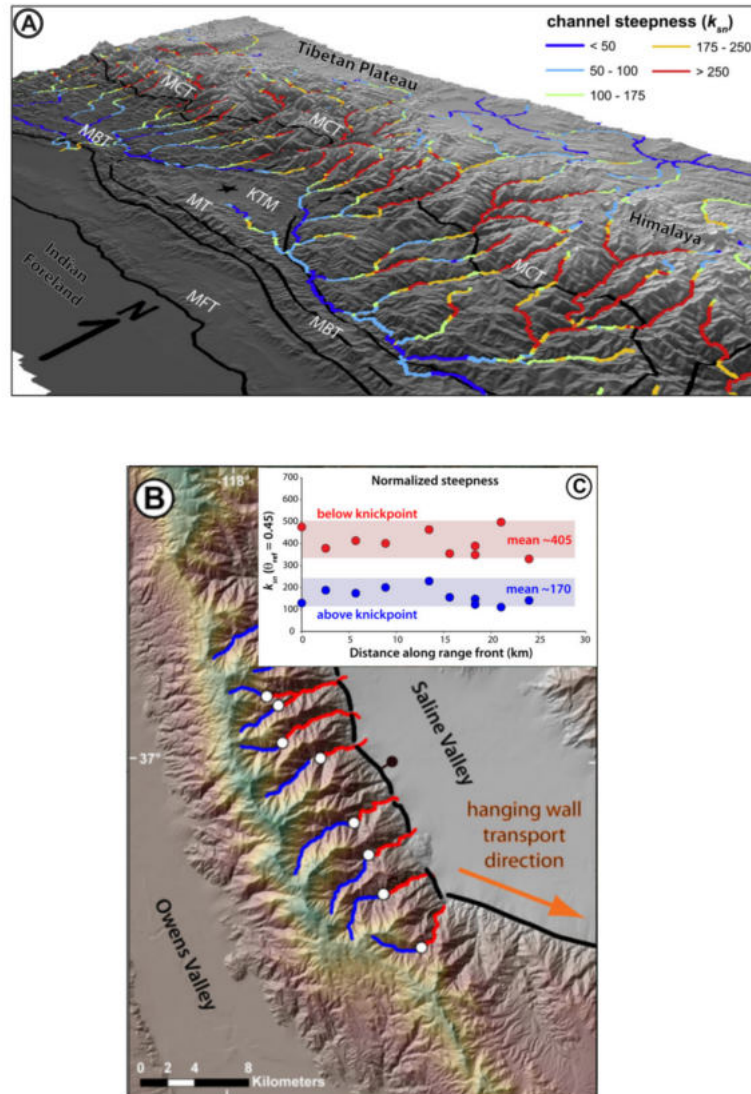 A
channel steepness (ksn)
< 50
175 - 250
50 - 100
> 250
100 - 175
Tibetan Plateau
MCT
MCT
MBT
MT
KTM
Himalaya
MCT
Indian
Foreland
N
MFT
MBT
B
-118°
C
Normalized steepness
700
600
500
400
300
200
100
0
ksn (θref = 0.45)
below knickpoint
mean ~405
mean ~170
above knickpoint
0
5
10
15
20
25
30
Distance along range front (km)
Saline Valley
37°
hanging wall
transport
direction
Owens Valley
0 2 4 8
Kilometers